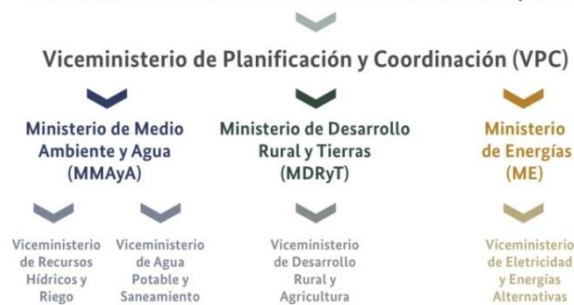 Viceministerio de Planificación y Coordinación (VPC)
Ministerio de Medio
Ambiente y Agua
(MMAyA)
Ministerio de Desarrollo
Rural y Tierras
(MDRyT)
Ministerio
de Energías
(ME)
Viceministerio
de Recursos
Hídricos y
Riego
Viceministerio
de Agua
Potable y
Saneamiento
Viceministerio
de Desarrollo
Rural y
Agricultura
Viceministerio
de Eletricidad
y Energías
Alternativas